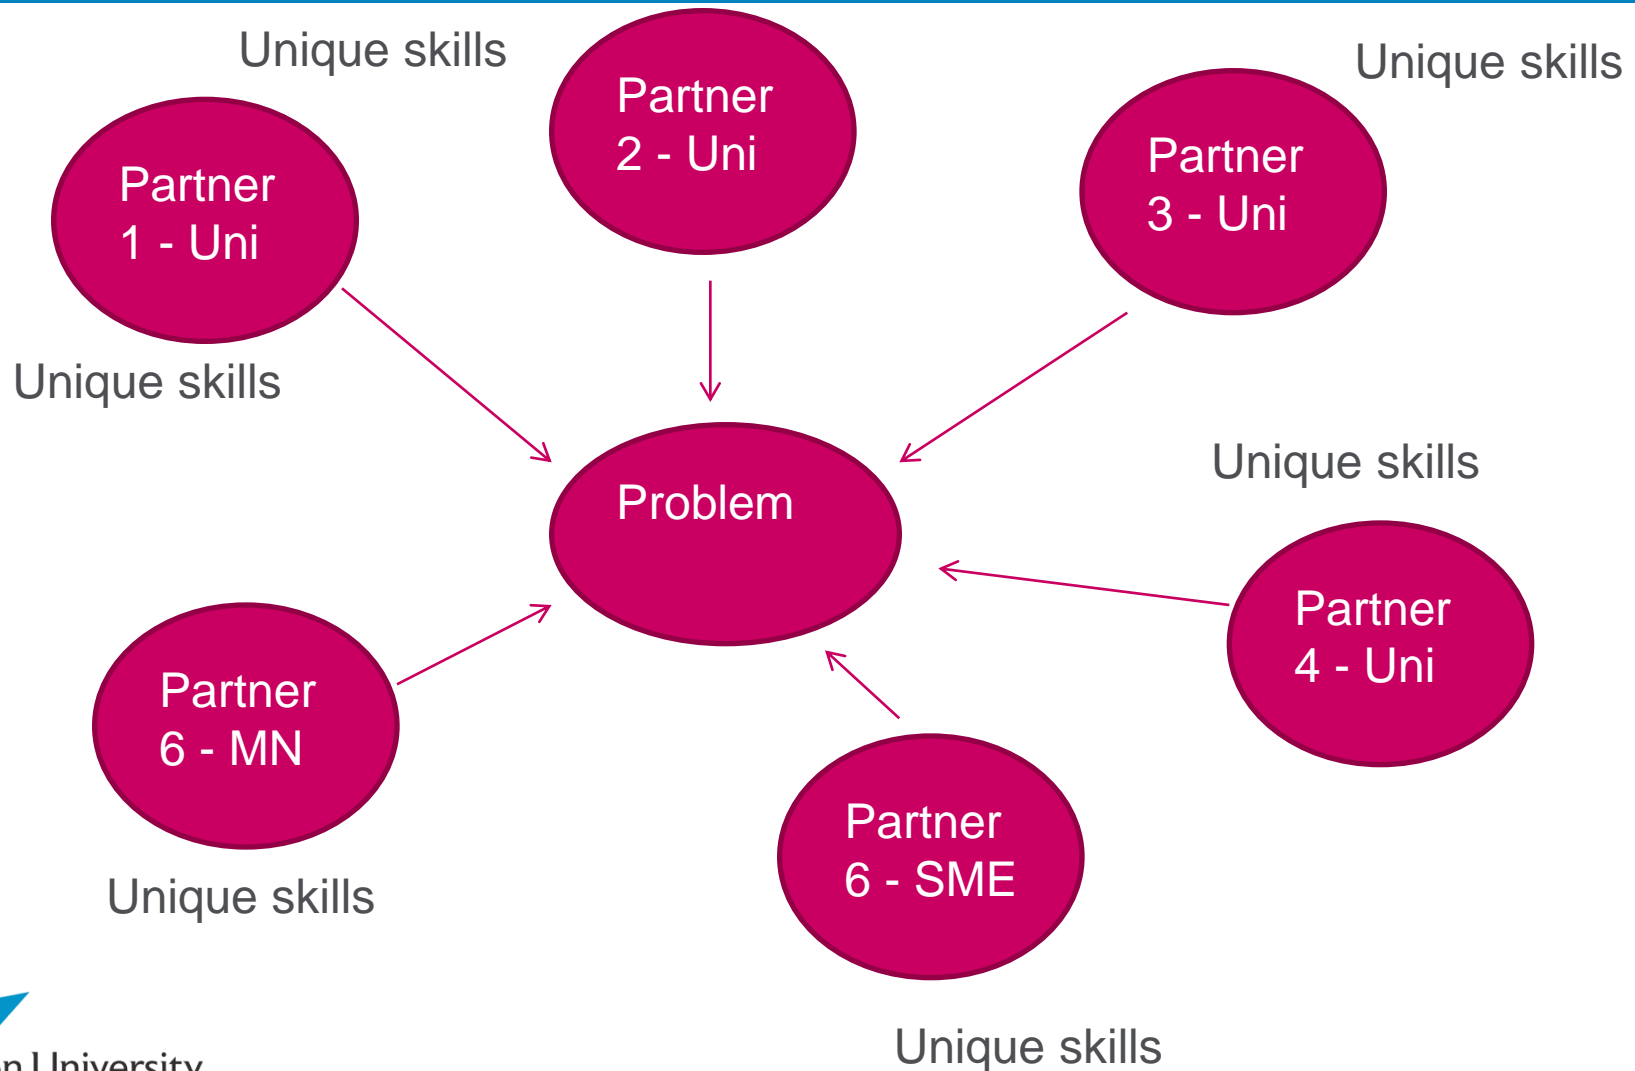 Unique skills
Partner
2 - Uni
Unique skills
Partner
3 - Uni
Partner
1 - Uni
Unique skills
Problem
Unique skills
Partner
4 - Uni
Partner
6 - MN
Unique skills
Partner
6 - SME
Unique skills
University